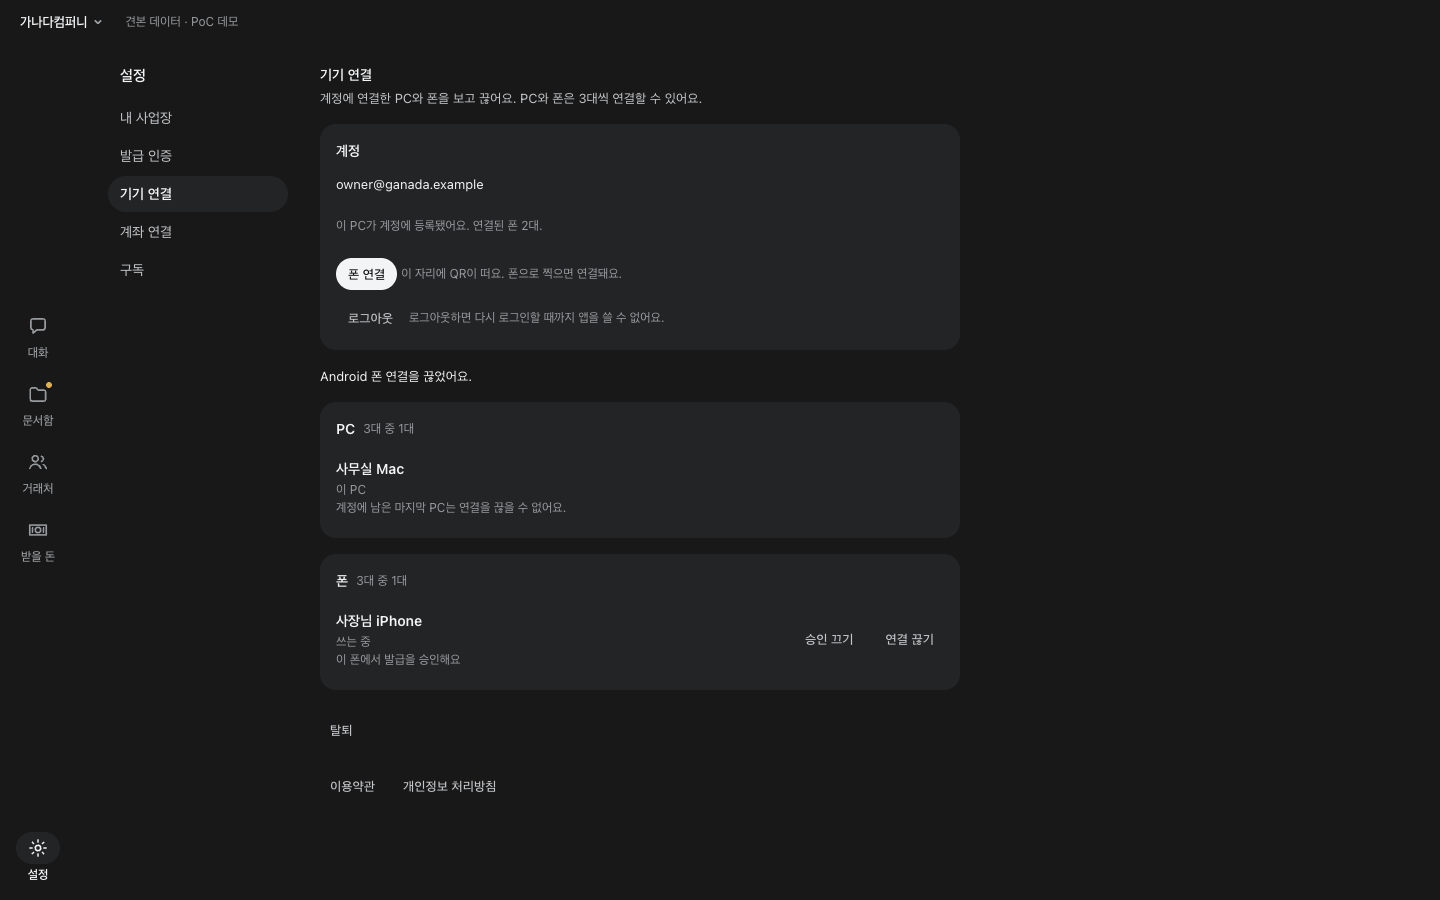 가나다컴퍼니
견본 데이터 · PoC 데모
설정
내 사업장
발급 인증
기기 연결
계좌 연결
구독
대화
문서함
거래처
받을 돈
설정
기기 연결
계정에 연결한 PC와 폰을 보고 끊어요. PC와 폰은 3대씩 연결할 수 있어요.
계정
owner@ganada.example
이 PC가 계정에 등록됐어요. 연결된 폰 2대.
폰 연결 이 자리에 QR이 떠요. 폰으로 찍으면 연결돼요.
로그아웃 로그아웃하면 다시 로그인할 때까지 앱을 쓸 수 없어요.
Android 폰 연결을 끊었어요.
PC 3대 중 1대
사무실 Mac
이 PC
계정에 남은 마지막 PC는 연결을 끊을 수 없어요.
폰 3대 중 1대
사장님 iPhone
쓰는 중
이 폰에서 발급을 승인해요
승인 끄기 연결 끊기
탈퇴
이용약관 개인정보 처리방침